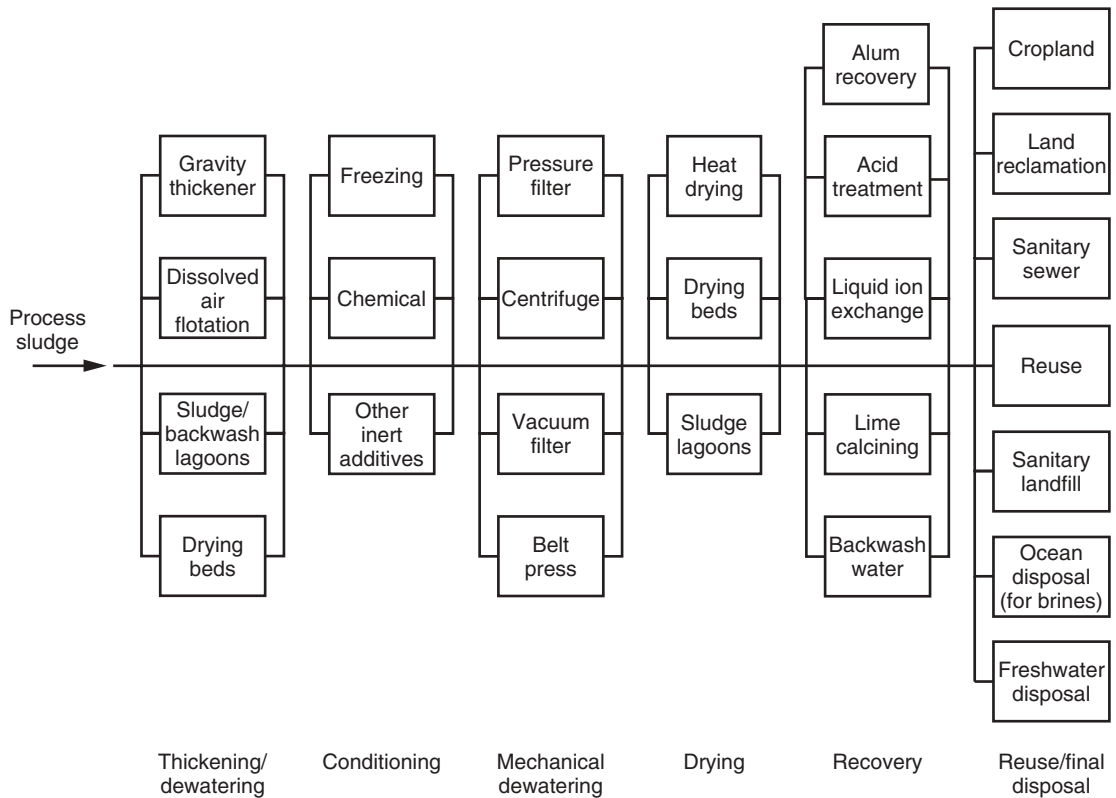 Process
sludge
Gravity
thickener
Dissolved
air
flotation
Sludge/
backwash
lagoons
Drying
beds
Thickening/
dewatering
Freezing
Chemical
Other
inert
additives
Conditioning
Pressure
filter
Centrifuge
Vacuum
filter
Belt
press
Mechanical
dewatering
Heat
drying
Drying
beds
Sludge
lagoons
Drying
Alum
recovery
Acid
treatment
Liquid ion
exchange
Lime
calcining
Backwash
water
Recovery
Cropland
Land
reclamation
Sanitary
sewer
Reuse
Sanitary
landfill
Ocean
disposal
(for brines)
Freshwater
disposal
Reuse/final
disposal